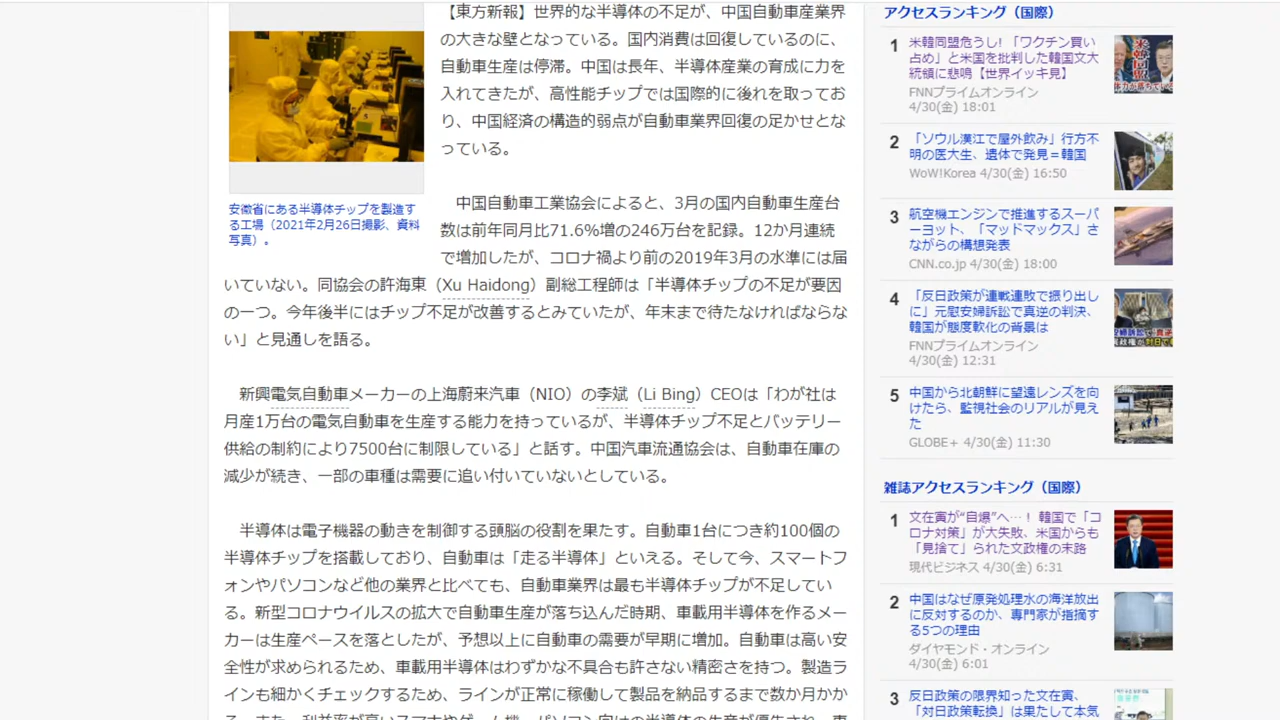 【東方新報】世界的な半導体の不足が、中国自動車産業界
の大きな壁となっている。国内消費は回復しているのに、
自動車生産は停滞。中国は長年、半導体産業の育成に力を
入れてきたが、高性能チップでは国際的に後れを取ってお
り、中国経済の構造的弱点が自動車業界回復の足かせとな
っている。
安徽省にある半導体チップを製造す
る工場（2021年2月26日撮影、資料
写真）。
中国自動車工業協会によると、3月の国内自動車生産台
数は前年同月比71.6%増の246万台を記録。12か月連続
で増加したが、コロナ禍より前の2019年3月の水準には届
いていない。同協会の許海東（Xu Haidong）副総工程師は「半導体チップの不足が要因
の一つ。今年後半にはチップ不足が改善するとみていたが、年末まで待たなければならな
い」と見通しを語る。
新興電気自動車メーカーの上海蔚来汽車（NIO）の李斌（Li Bing）CEOは「わが社は
月産1万台の電気自動車を生産する能力を持っているが、半導体チップ不足とバッテリー
供給の制約により7500台に制限している」と話す。中国汽車流通協会は、自動車在庫の
減少が続き、一部の車種は需要に追い付いていないとしている。
半導体は電子機器の動きを制御する頭脳の役割を果たす。自動車1台につき約100個の
半導体チップを搭載しており、自動車は「走る半導体」といえる。そして今、スマートフ
ォンやパソコンなど他の業界と比べても、自動車業界は最も半導体チップが不足してい
る。新型コロナウイルスの拡大で自動車生産が落ち込んだ時期、車載用半導体を作るメー
カーは生産ペースを落としたが、予想以上に自動車の需要が早期に増加。自動車は高い安
全性が求められるため、車載用半導体はわずかな不具合も許さない精密さを持つ。製造ラ
インも細かくチェックするため、ラインが正常に稼働して製品を納品するまで数か月かか
アクセスランキング（国際）
1 米韓同盟危うし! 「ワクチン買い
占め」と米国を批判した韓国文大
統領に悲鳴【世界イッキ見】
FNNプライムオンライン
4/30(金) 18:01
2 「ソウル漢江で屋外飲み」行方不
明の医大生、遺体で発見＝韓国
WoW!Korea 4/30(金) 16:50
3 航空機エンジンで推進するスーパ
ーヨット、「マッドマックス」さ
ながらの構想発表
CNN.co.jp 4/30(金) 18:00
4 「反日政策が連戦連敗で振り出し
に」元慰安婦訴訟で真逆の判決、
韓国が態度軟化の背景は
FNNプライムオンライン
4/30(金) 12:31
5 中国から北朝鮮に望遠レンズを向
けたら、監視社会のリアルが見え
た
GLOBE+ 4/30(金) 11:30
雑誌アクセスランキング（国際）
1 文在寅が“自爆”へ…！ 韓国で「コ
ロナ対策」が大失敗、米国からも
「見捨て」られた文政権の末路
現代ビジネス 4/30(金) 6:31
2 中国はなぜ原発処理水の海洋放出
に反対するのか、専門家が指摘す
る5つの理由
ダイヤモンド・オンライン
4/30(金) 6:01
3 反日政策の限界知った文在寅、
「対日政策転換」は果たして本気